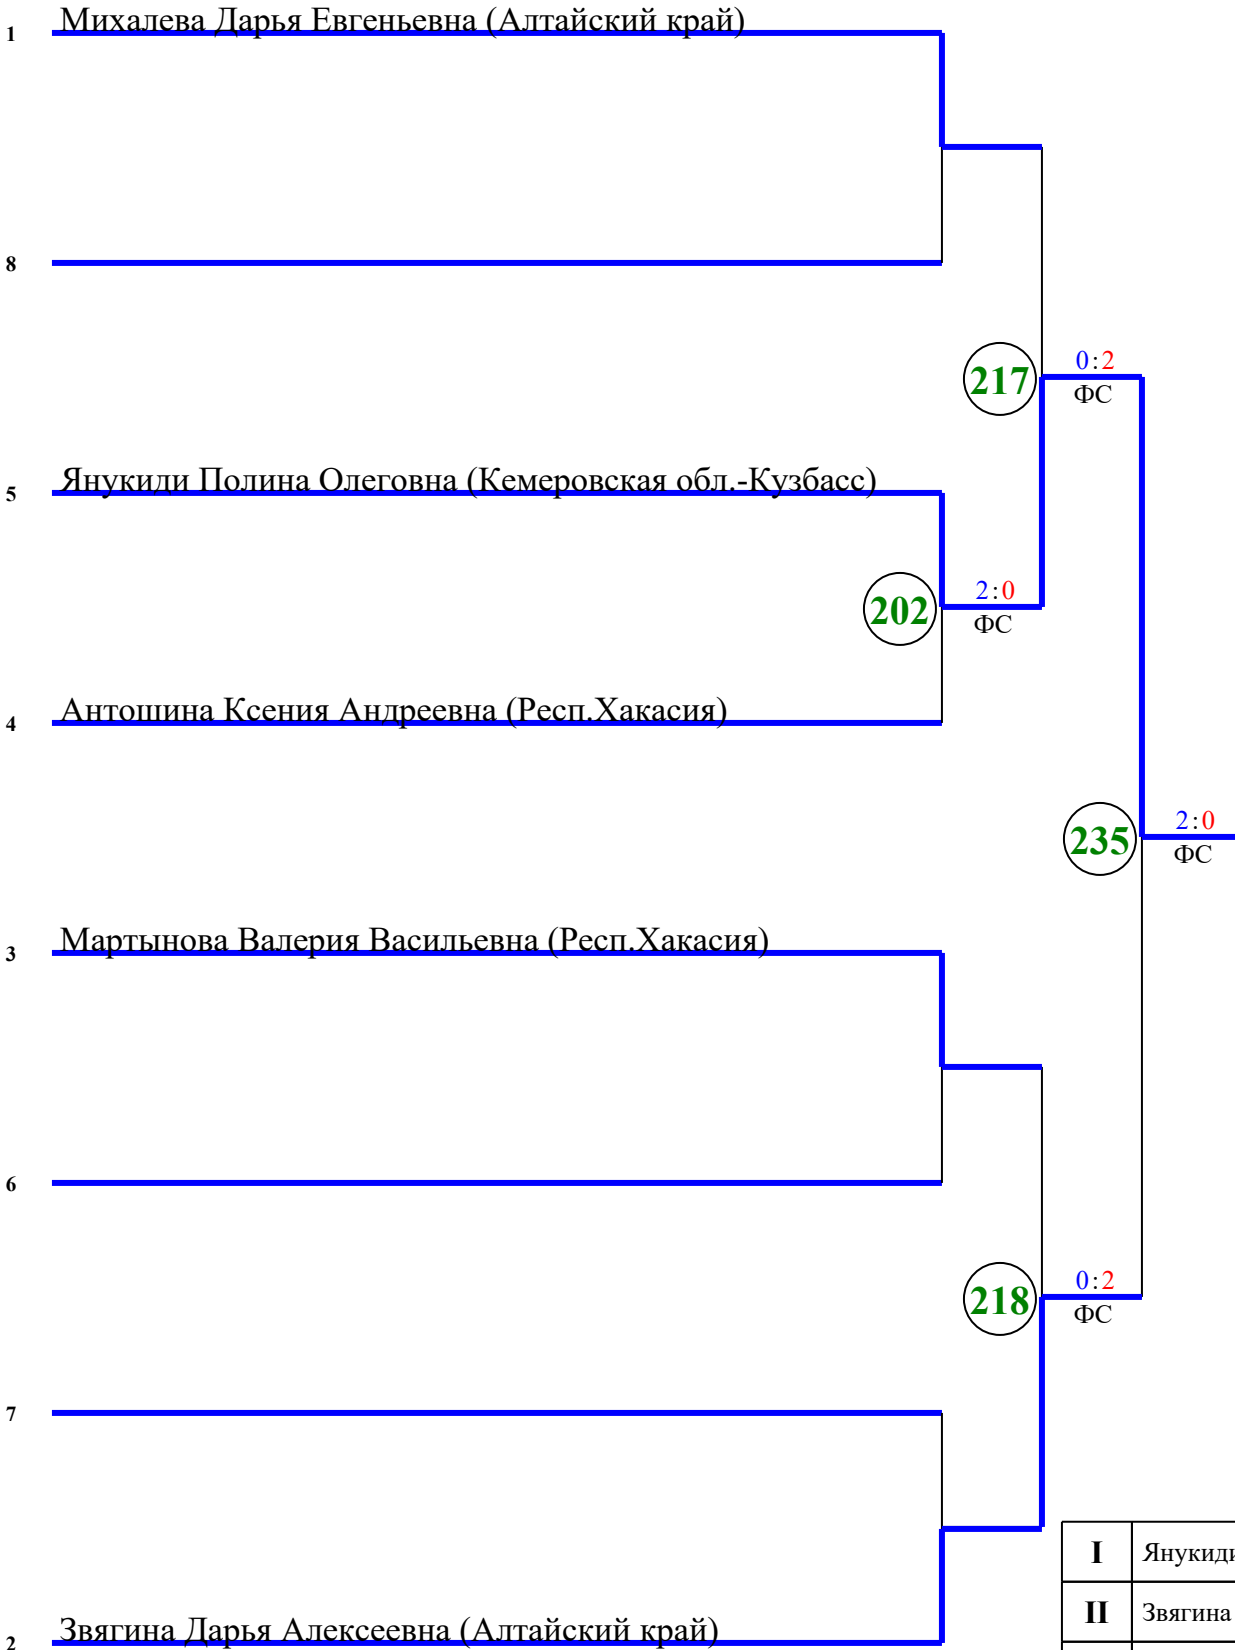 1 Михалева Дарья Евгеньевна (Алтайский край)
8
217 0:2
ФС
5 Янукиди Полина Олеговна (Кемеровская обл.-Кузбасс)
202 2:0
ФС
4 Антошина Ксения Андреевна (Респ.Хакасия)
235 2:0
ФС
3 Мартынова Валерия Васильевна (Респ.Хакасия)
6
218 0:2
ФС
7
I Янукиди
II Звягина
2 Звягина Дарья Алексеевна (Алтайский край)